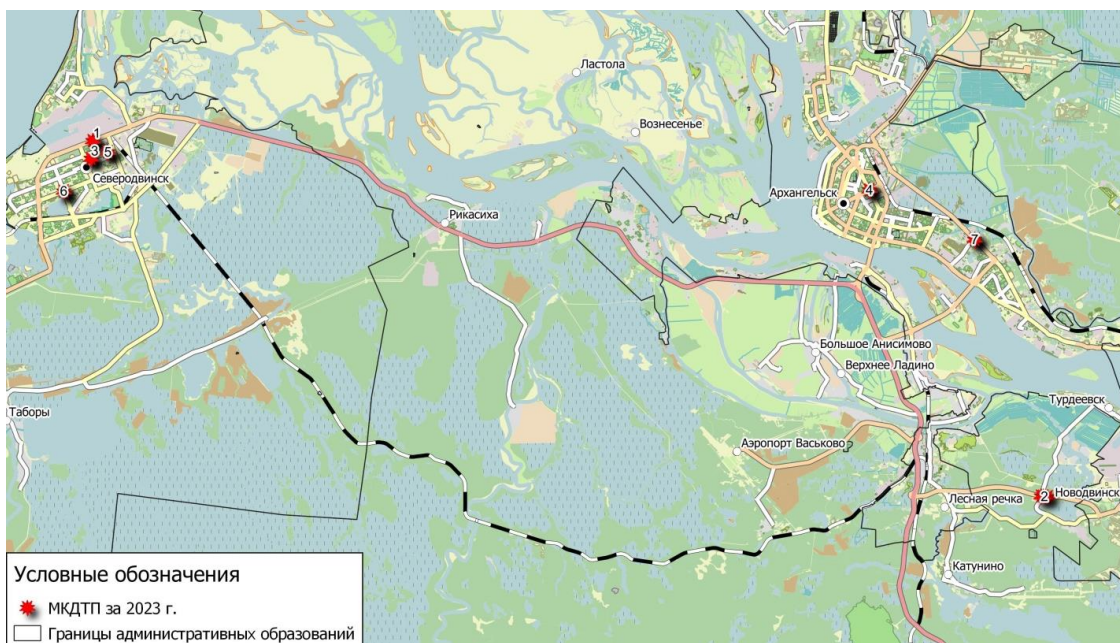 Ластола
Вознесенье
1
3 5
Северодвинск
6
4
Архангельск
Рикасиха
7
Большое Анисимово
Верхнее Ладино
Таборы
Турдеевск
Аэропорт Васьково
2 Новодвинск
Лесная речка
Катунино
Условные обозначения
МКДТП за 2023 г.
Границы административных образований